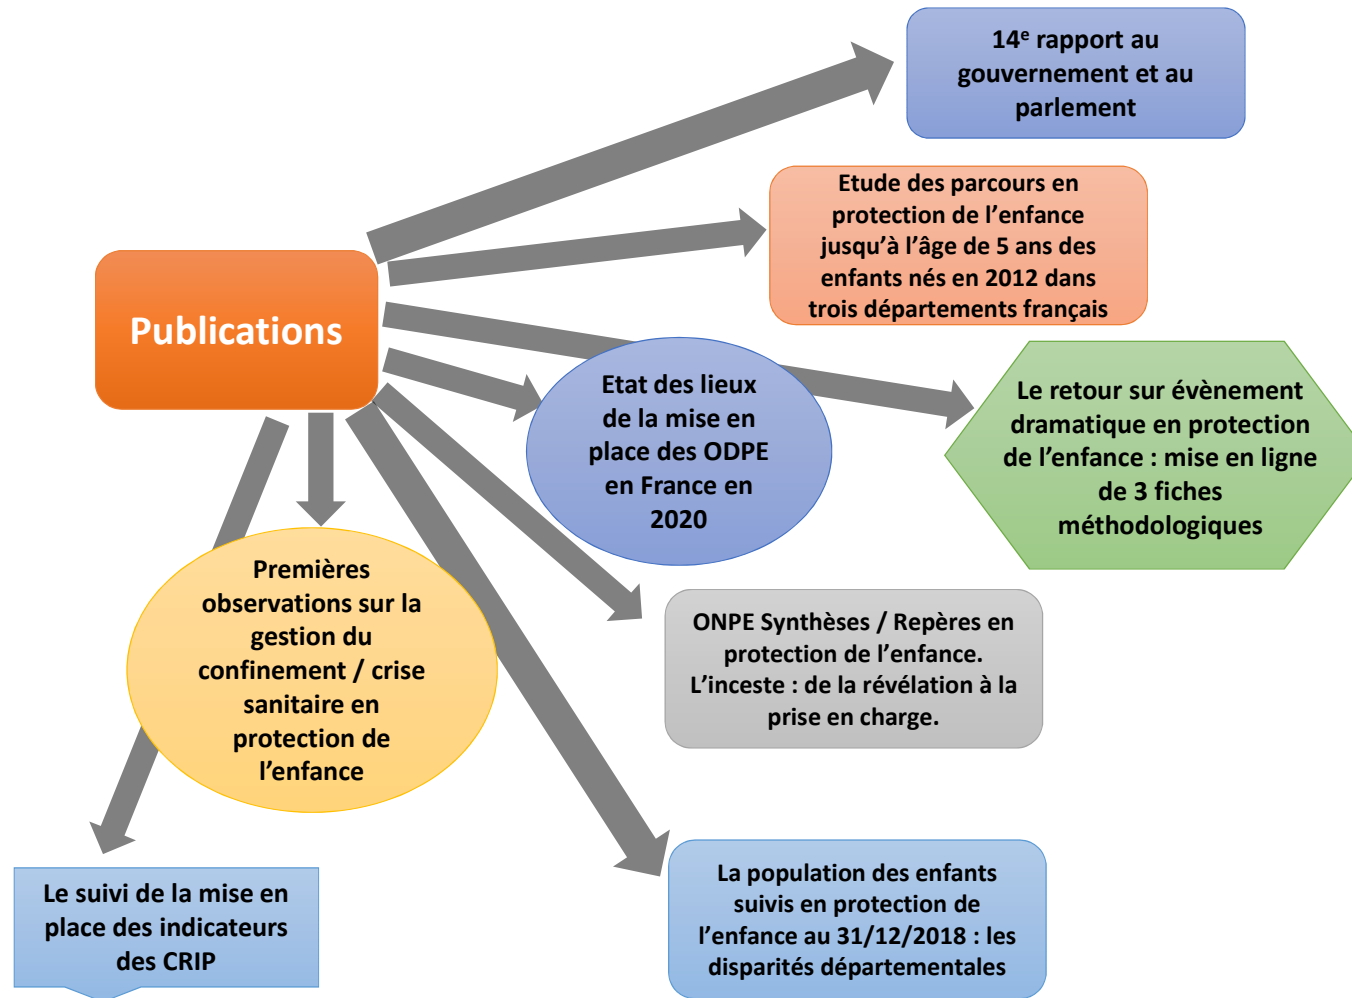 14e rapport au
gouvernement et au
parlement
Etude des parcours en
protection de l’enfance
jusqu’à l’âge de 5 ans des
enfants nés en 2012 dans
trois départements français
Publications
Etat des lieux
de la mise en
place des ODPE
en France en
2020
Le retour sur évènement
dramatique en protection
de l’enfance : mise en ligne
de 3 fiches
méthodologiques
Premières
observations sur la
gestion du
confinement / crise
sanitaire en
protection de
l’enfance
ONPE Synthèses / Repères en
protection de l’enfance.
L’inceste : de la révélation à la
prise en charge.
Le suivi de la mise en
place des indicateurs
des CRIP
La population des enfants
suivis en protection de
l’enfance au 31/12/2018 : les
disparités départementales